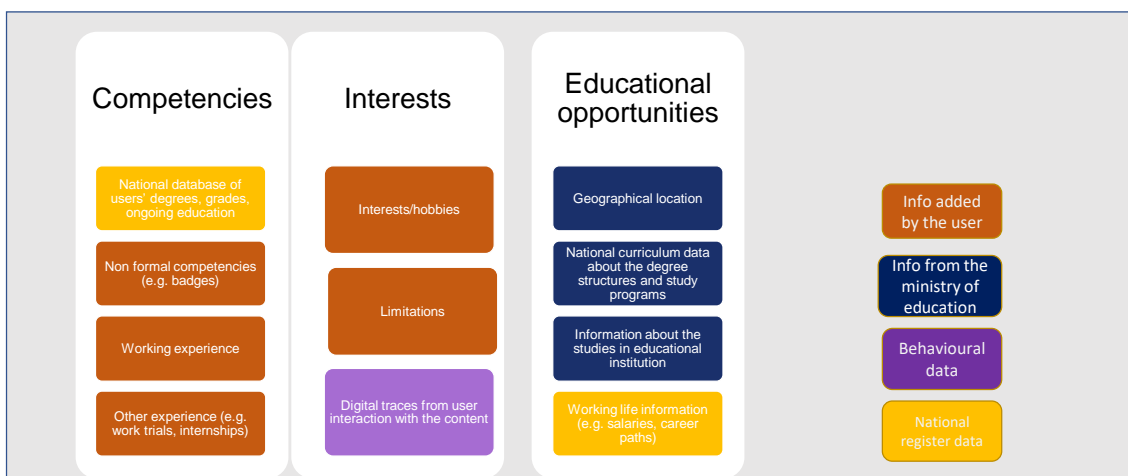 Competencies
National database of
users' degrees, grades,
ongoing education
Non formal competencies
(e.g. badges)
Working experience
Other experience (e.g.
work trials, internships)
Interests
Interests/hobbies
Limitations
Digital traces from user
interaction with the content
Educational
opportunities
Geographical location
National curriculum data
about the degree
structures and study
programs
Information about the
studies in educational
institution
Working life information
(e.g. salaries, career
paths)
Info added
by the user
Info from the
ministry of
education
Behavioural
data
National
register data